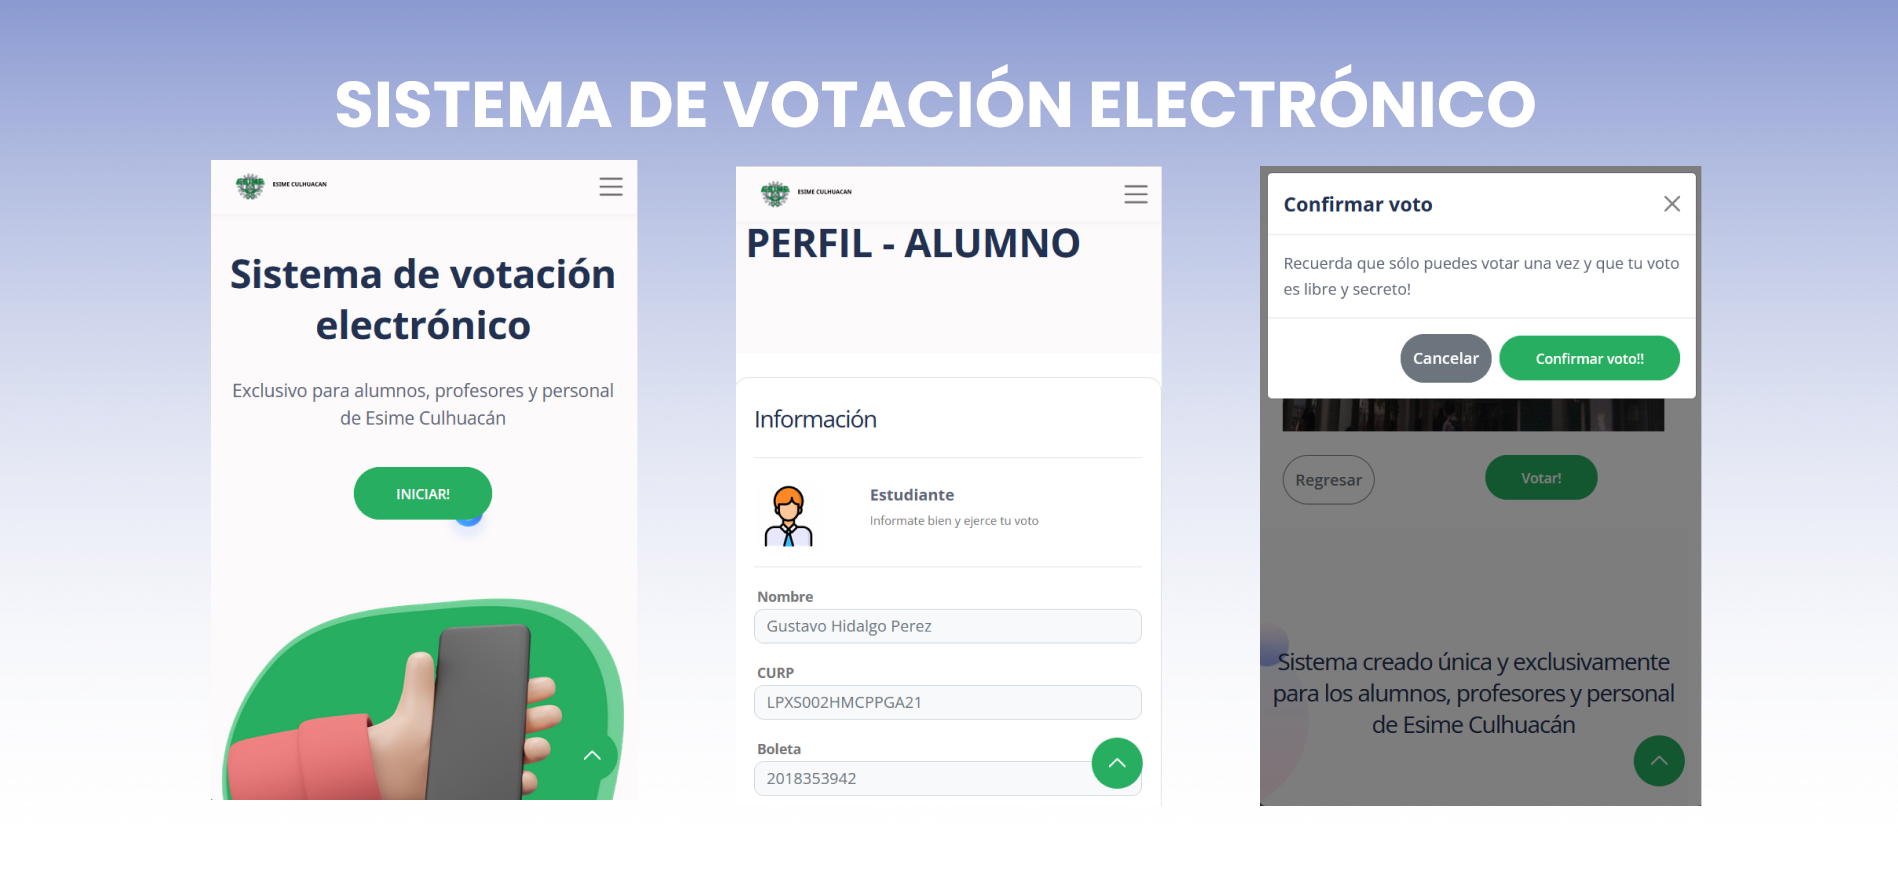 SISTEMA DE VOTACIÓN ELECTRÓNICO
ESIME CULHUACAN
Sistema de votación
electrónico
Exclusivo para alumnos, profesores y personal
de Esime Culhuacán
INICIAR!
ESIME CULHUACAN
PERFIL - ALUMNO
Información
Estudiante
Informate bien y ejerce tu voto
Nombre
Gustavo Hidalgo Perez
CURP
LPXS002HMCPPGA21
Boleta
2018353942
Confirmar voto
Recuerda que sólo puedes votar una vez y que tu voto
es libre y secreto!
Cancelar
Confirmar voto!!
Regresar
Votar!
Sistema creado única y exclusivamente
para los alumnos, profesores y personal
de Esime Culhuacán